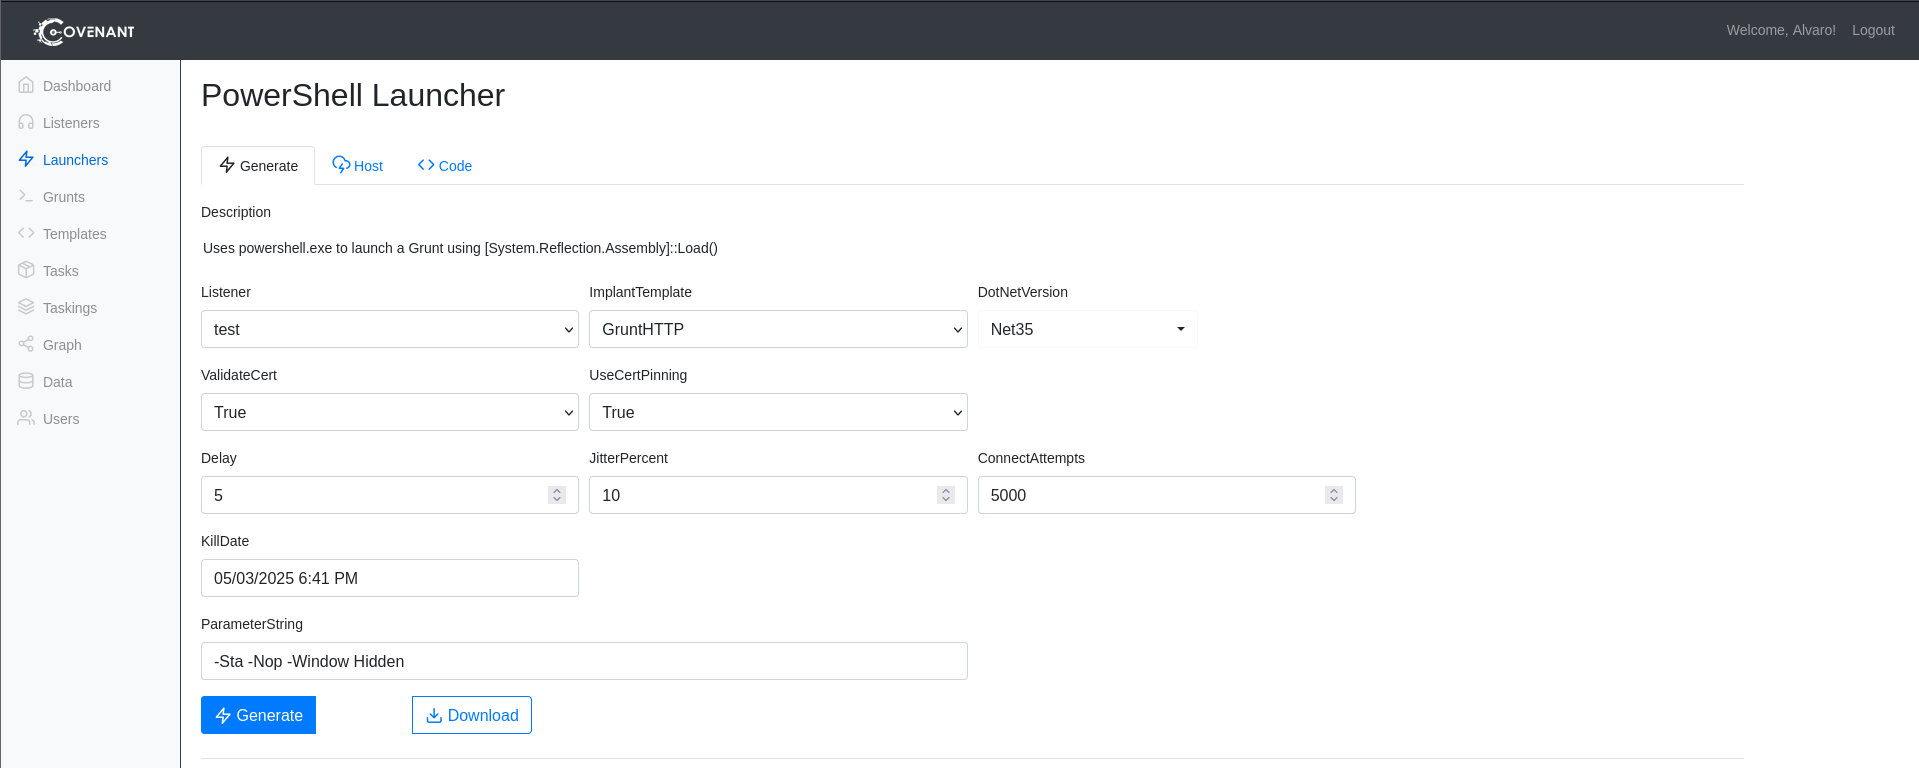 COVENANT
Welcome, Alvaro! Logout
Dashboard
Listeners
Launchers
Grunts
Templates
Tasks
Taskings
Graph
Data
Users
PowerShell Launcher
Generate Host Code
Description
Uses powershell.exe to launch a Grunt using [System.Reflection.Assembly]::Load()
Listener ImplantTemplate DotNetVersion
test GruntHTTP Net35
ValidateCert UseCertPinning
True True
Delay JitterPercent ConnectAttempts
5 10 5000
KillDate
05/03/2025 6:41 PM
ParameterString
-Sta -Nop -Window Hidden
Generate Download